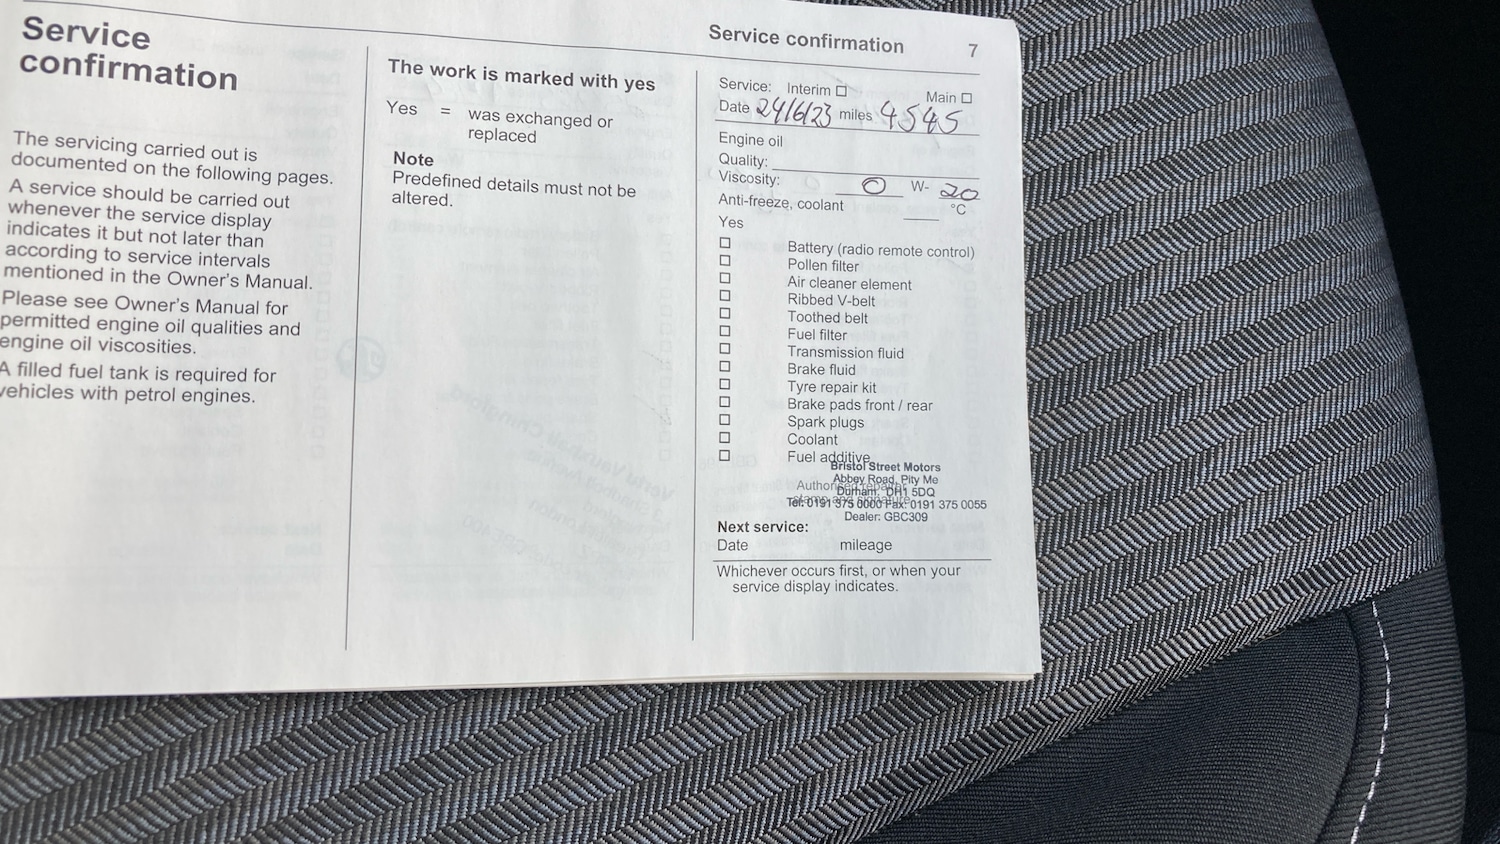 Service
confirmation
The servicing carried out is
documented on the following pages.
A service should be carried out
whenever the service display
indicates it but not later than
according to service intervals
mentioned in the Owner's Manual.
Please see Owner's Manual for
permitted engine oil qualities and
engine oil viscosities.
A filled fuel tank is required for
vehicles with petrol engines.
The work is marked with yes
Yes = was exchanged or
replaced
Note
Predefined details must not be
altered.
Service confirmation 7
Service: Interim ☐ Main ☐
Date 24/6/23 miles 4545
Engine oil
Quality:
Viscosity: 0 W- 20
Anti-freeze, coolant °C
Yes
☐ Battery (radio remote control)
☐ Pollen filter
☐ Air cleaner element
☐ Ribbed V-belt
☐ Toothed belt
☐ Fuel filter
☐ Transmission fluid
☐ Brake fluid
☐ Tyre repair kit
☐ Brake pads front / rear
☐ Spark plugs
☐ Coolant
☐ Fuel additive
Bristol Street Motors
Abbey Road, Pity Me
Durham. DH1 5DQ
Tel: 0191 375 0000 Fax: 0191 375 0055
Dealer: GBC309
Next service:
Date mileage
Whichever occurs first, or when your
service display indicates.